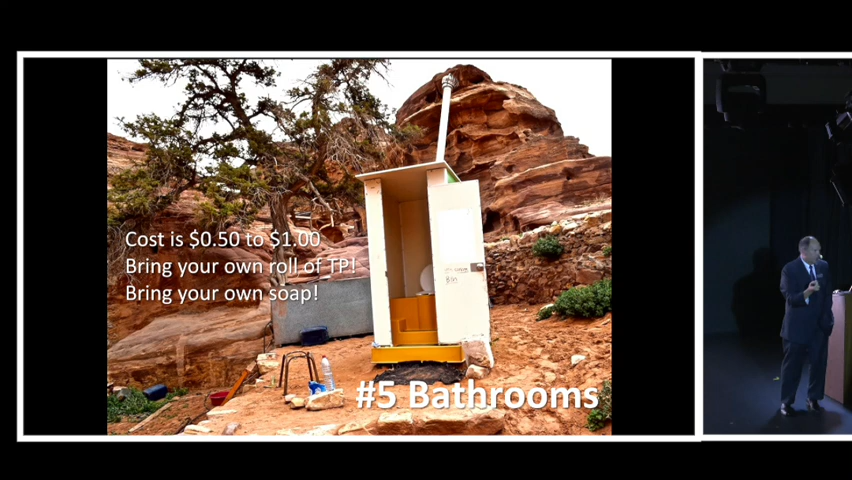 Cost is $0.50 to $1.00
Bring your own roll of TP!
Bring your own soap!
#5 Bathrooms